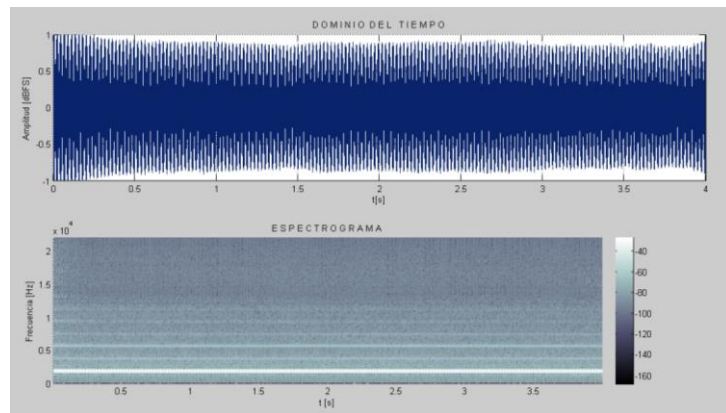 DOMINIO DEL TIEMPO
Amplitud [dBFS]
1
0.5
0
-0.5
-1
0 0.5 1 1.5 2 2.5 3 3.5 4
t[s]
ESPECTROGRAMA
x 10^4
Frecuencia [Hz]
2
1.5
1
0.5
0
0.5 1 1.5 2 2.5 3 3.5
t [s]
-40
-60
-80
-100
-120
-140
-160